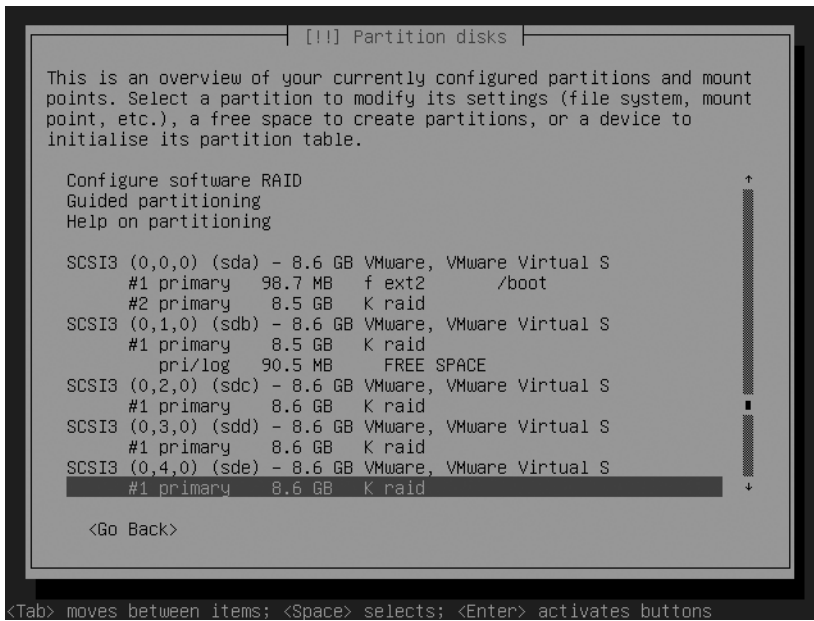 [!!] Partition disks
This is an overview of your currently configured partitions and mount
points. Select a partition to modify its settings (file system, mount
point, etc.), a free space to create partitions, or a device to
initialise its partition table.
Configure software RAID
Guided partitioning
Help on partitioning
SCSI3 (0,0,0) (sda) - 8.6 GB VMware, VMware Virtual S
#1 primary 98.7 MB f ext2 /boot
#2 primary 8.5 GB K raid
SCSI3 (0,1,0) (sdb) - 8.6 GB VMware, VMware Virtual S
#1 primary 8.5 GB K raid
pri/log 90.5 MB FREE SPACE
SCSI3 (0,2,0) (sdc) - 8.6 GB VMware, VMware Virtual S
#1 primary 8.6 GB K raid
SCSI3 (0,3,0) (sdd) - 8.6 GB VMware, VMware Virtual S
#1 primary 8.6 GB K raid
SCSI3 (0,4,0) (sde) - 8.6 GB VMware, VMware Virtual S
#1 primary 8.6 GB K raid
<Go Back>
<Tab> moves between items; <Space> selects; <Enter> activates buttons